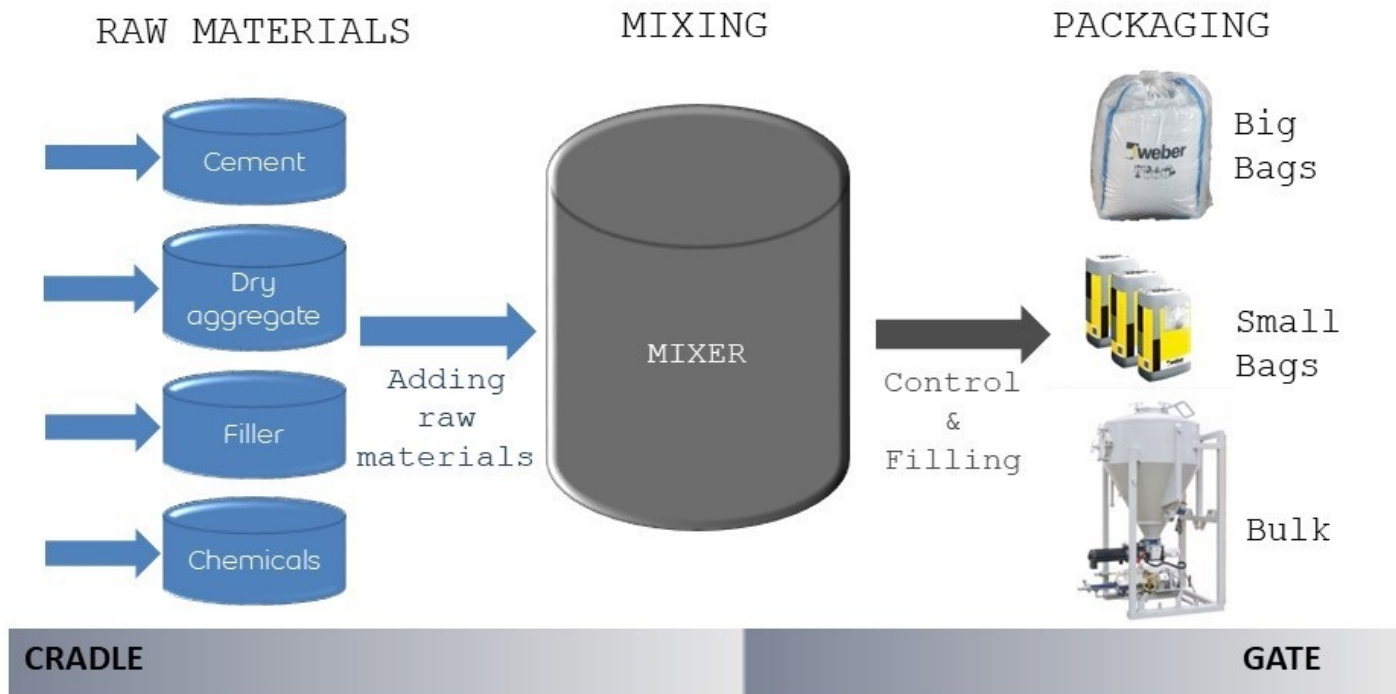 RAW MATERIALS
MIXING
PACKAGING
Cement
Dry
aggregate
Filler
Chemicals
Adding
raw
materials
MIXER
Control
&
Filling
weber
Big
Bags
Small
Bags
Bulk
CRADLE
GATE